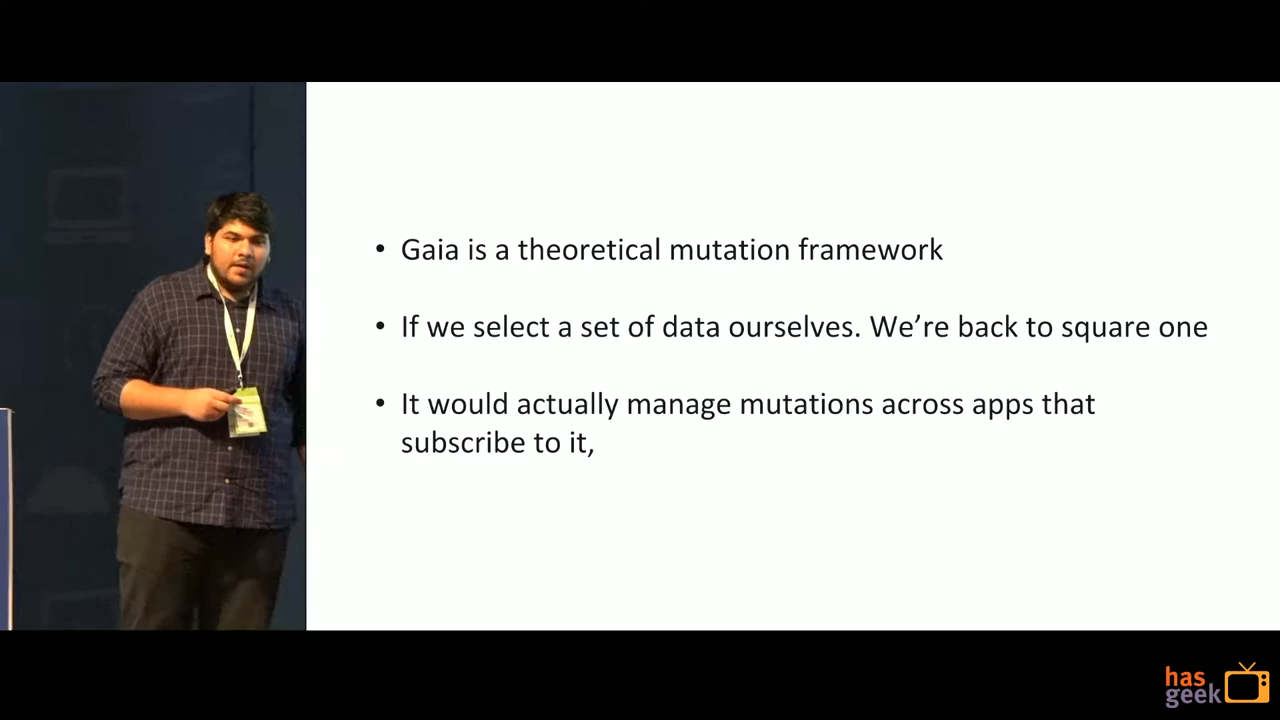 • Gaia is a theoretical mutation framework
• If we select a set of data ourselves. We’re back to square one
• It would actually manage mutations across apps that
subscribe to it,
has
geek